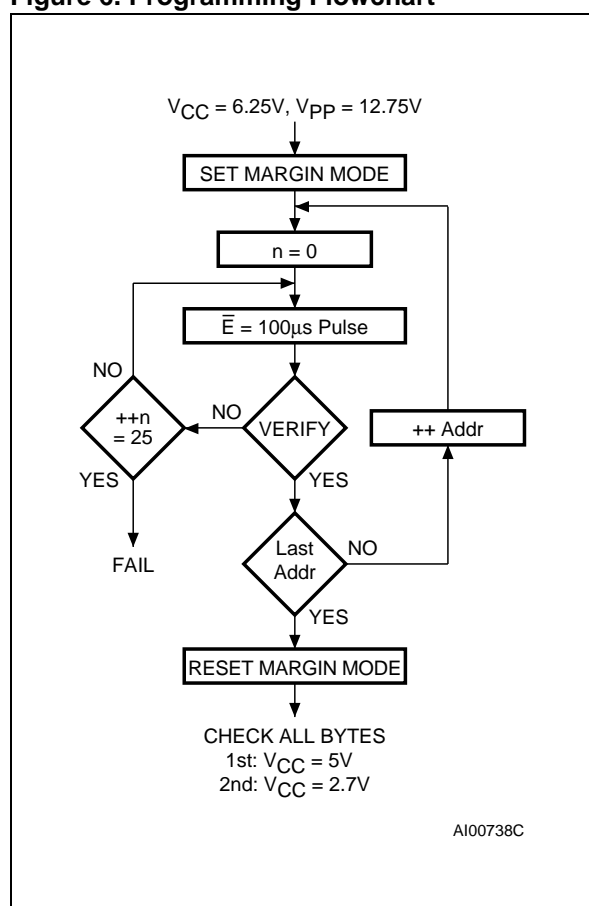 Figure 6. Programming Flowchart
VCC = 6.25V, VPP = 12.75V
SET MARGIN MODE
n = 0
E̅ = 100µs Pulse
NO
++n
= 25
NO
VERIFY
++ Addr
YES
YES
FAIL
Last
Addr
NO
YES
RESET MARGIN MODE
CHECK ALL BYTES
1st: VCC = 5V
2nd: VCC = 2.7V
AI00738C